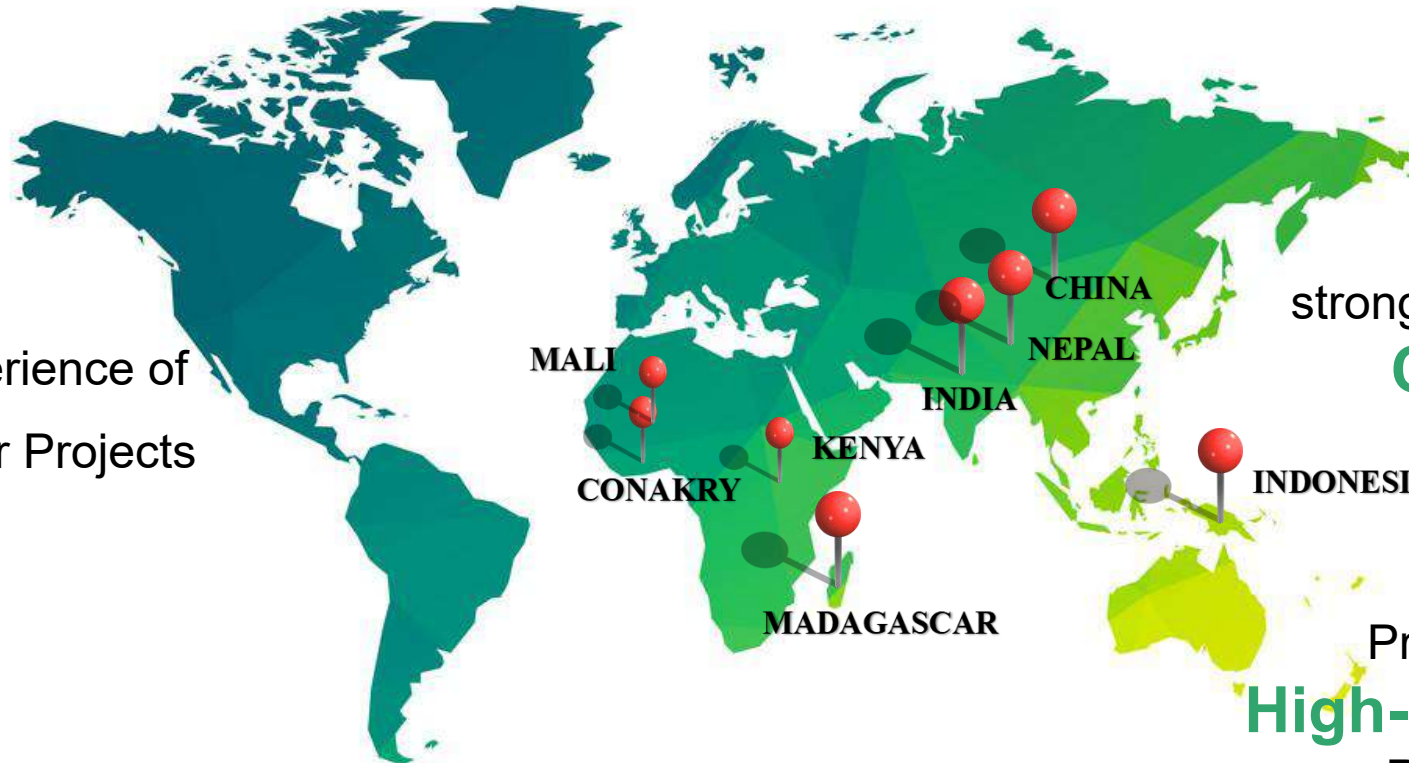 erience of
r Projects
MALI
CONAKRY
KENYA
MADAGASCAR
CHINA
NEPAL
INDIA
INDONESI
strong
Pr
High-